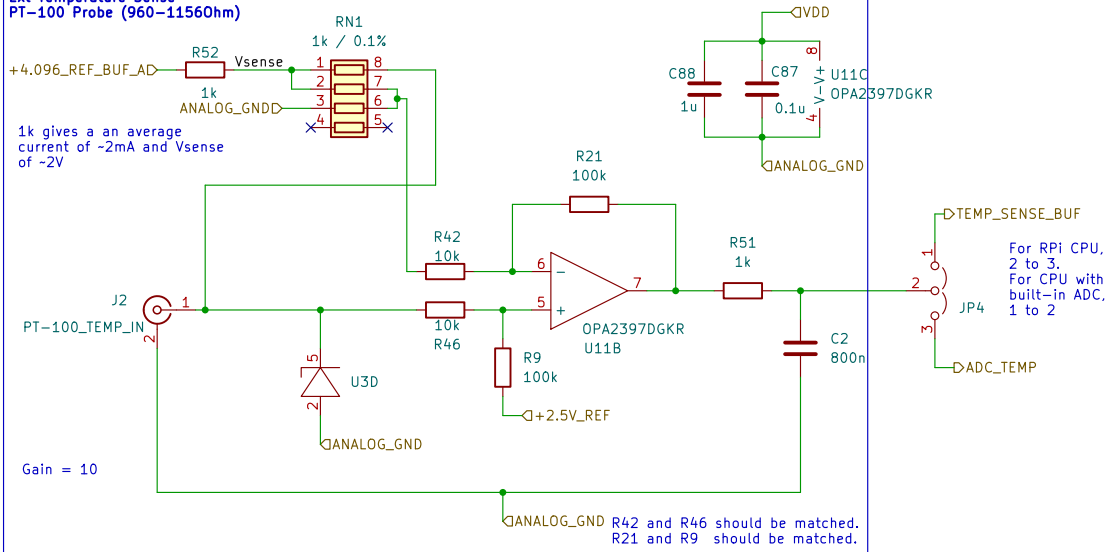 Ext Temperature Sense
PT-100 Probe (960-1156Ohm)
RN1
1k / 0.1%
+4.096_REF_BUF_A
R52
1k
Vsense
1
2
3
4
8
7
6
5
ANALOG_GND
1k gives a an average
current of ~2mA and Vsense
of ~2V
VDD
C88
1u
C87
0.1u
8
V+
V-
4
U11C
OPA2397DGKR
ANALOG_GND
R21
100k
R42
10k
6
-
5
+
7
10k
R46
OPA2397DGKR
U11B
R51
1k
J2
PT-100_TEMP_IN
1
2
5
2
U3D
ANALOG_GND
R9
100k
+2.5V_REF
C2
800n
TEMP_SENSE_BUF
1
2
3
JP4
ADC_TEMP
For RPi CPU,
2 to 3.
For CPU with
built-in ADC,
1 to 2
Gain = 10
ANALOG_GND
R42 and R46 should be matched.
R21 and R9 should be matched.